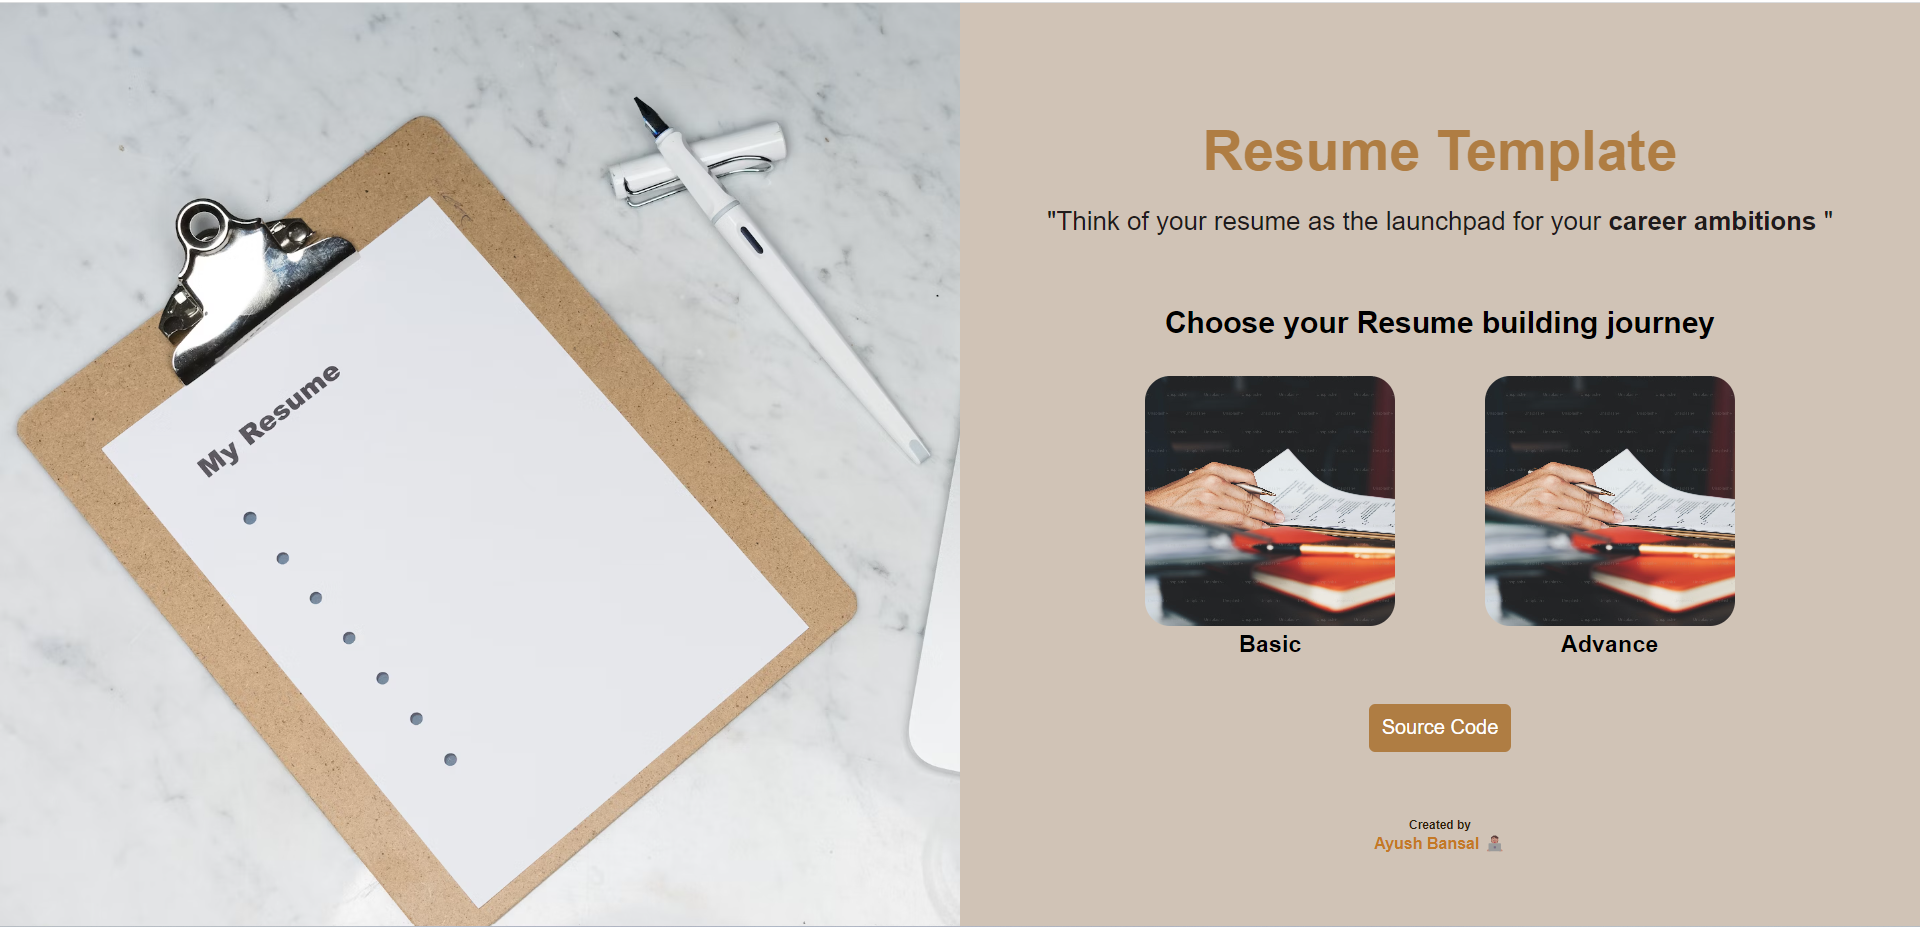 My Resume
Resume Template
"Think of your resume as the launchpad for your career ambitions "
Choose your Resume building journey
Basic
Advance
Source Code
Created by
Ayush Bansal